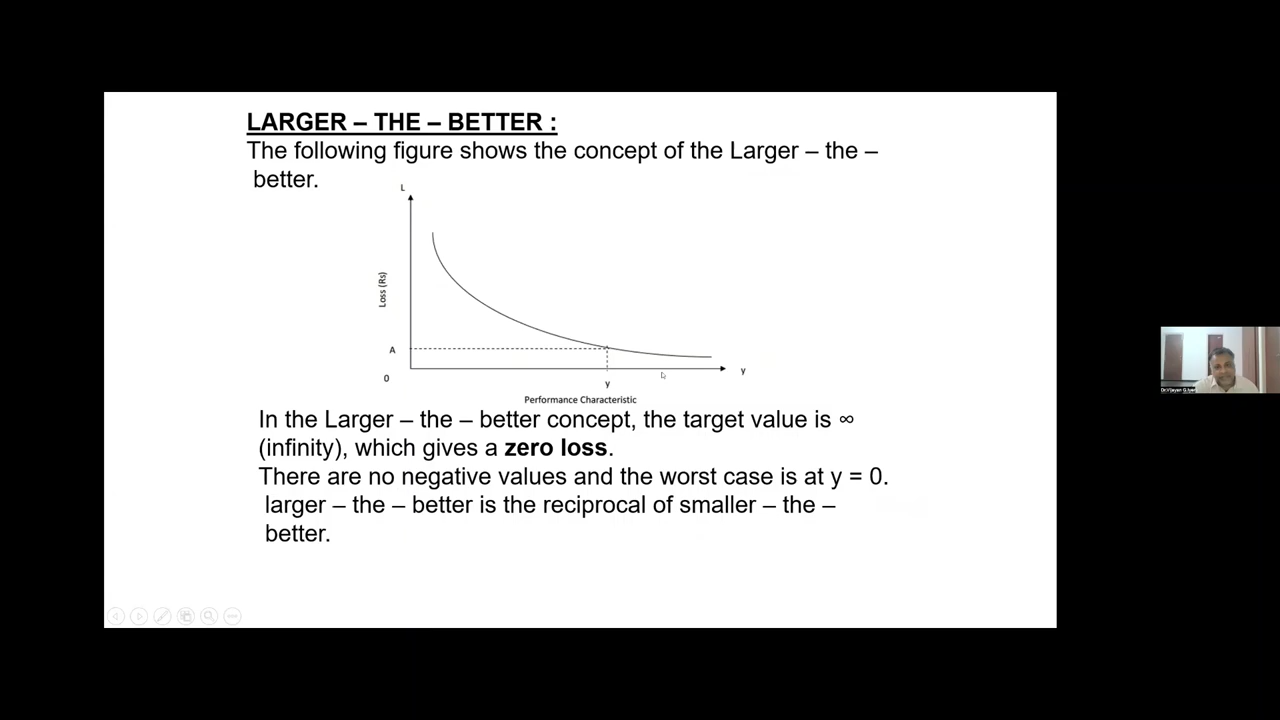 LARGER – THE – BETTER :
The following figure shows the concept of the Larger – the –
better.
L
Loss (Rs)
A
0
y
y
Performance Characteristic
In the Larger – the – better concept, the target value is ∞
(infinity), which gives a zero loss.
There are no negative values and the worst case is at y = 0.
larger – the – better is the reciprocal of smaller – the –
better.